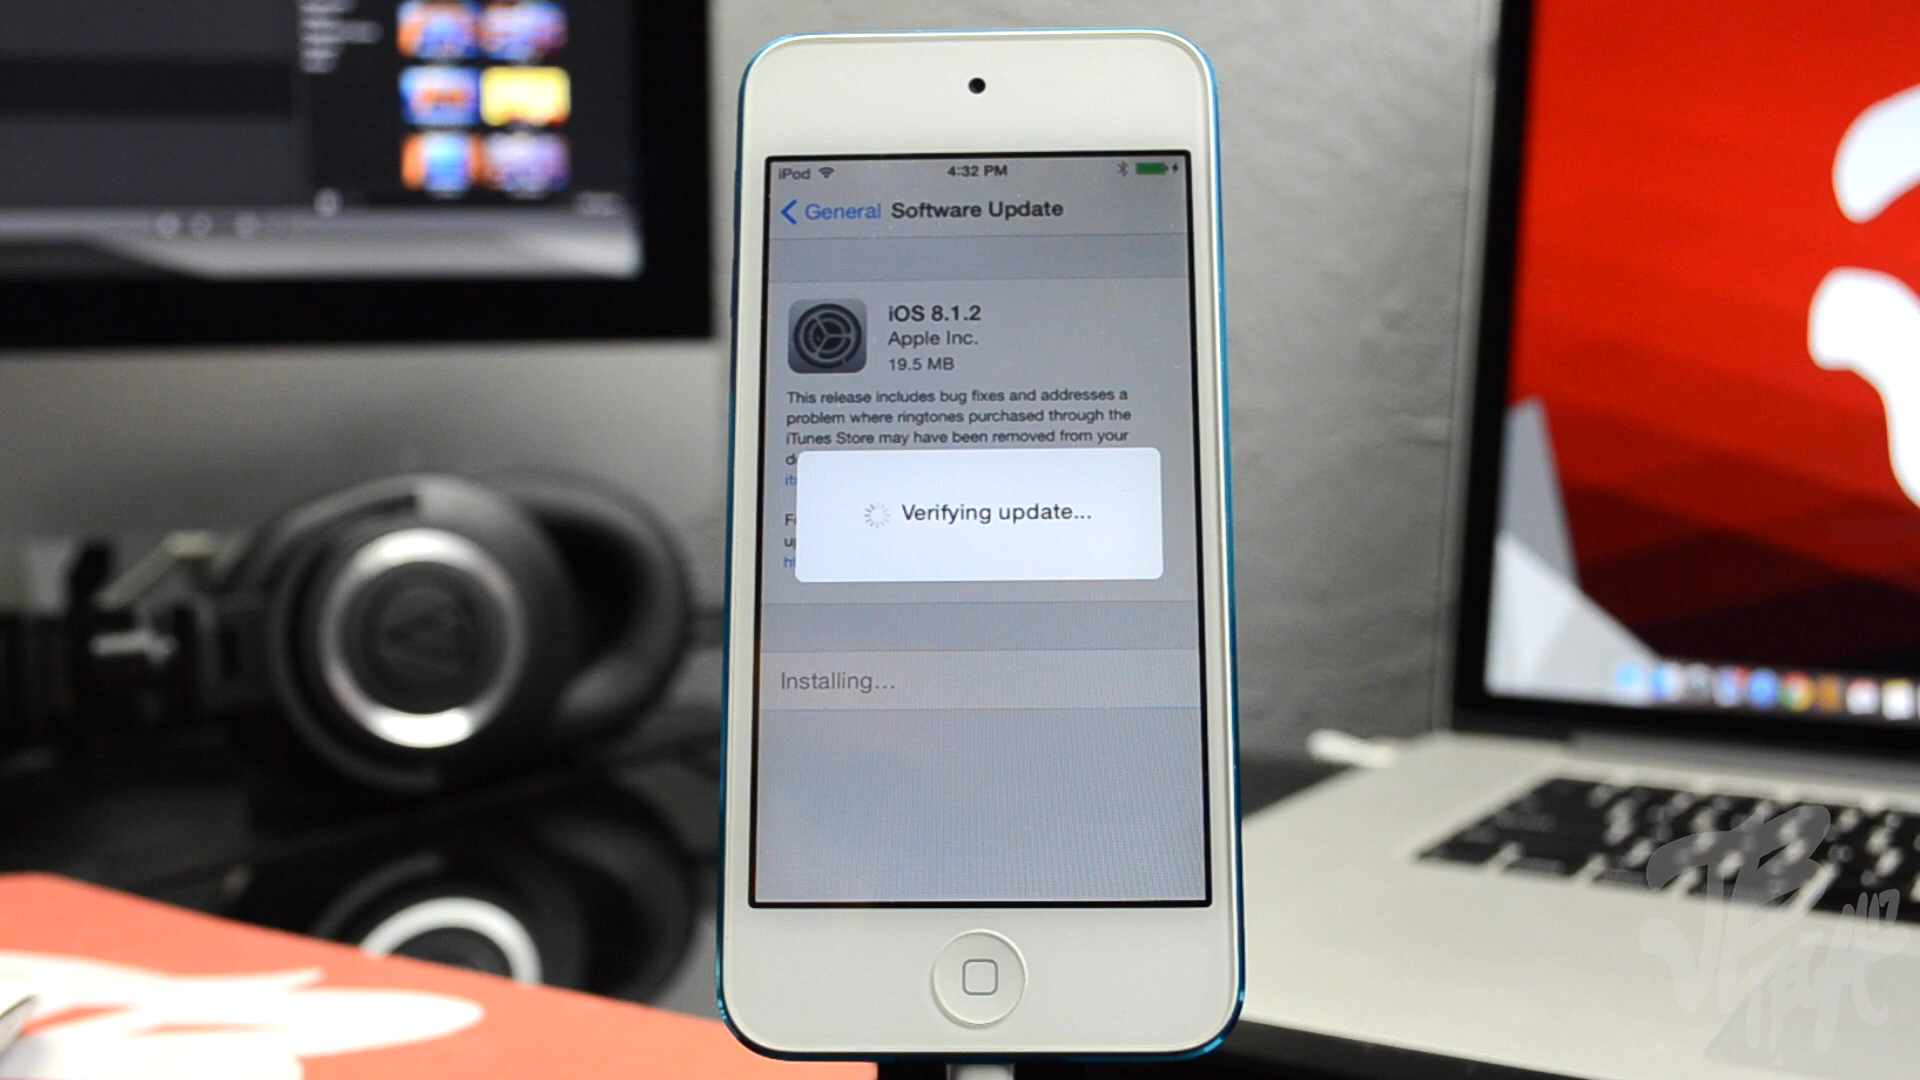 iPod 4:32 PM
General Software Update
iOS 8.1.2
Apple Inc.
19.5 MB
This release includes bug fixes and addresses a
problem where ringtones purchased through the
iTunes Store may have been removed from your
Verifying update...
Installing...